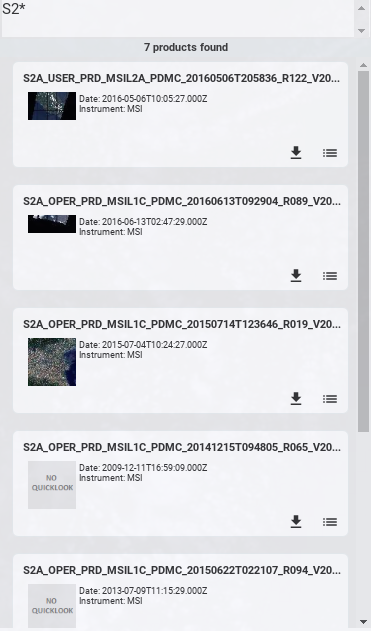 S2*
7 products found
S2A_USER_PRD_MSIL2A_PDMC_20160506T205836_R122_V20...
Date: 2016-05-06T10:05:27.000Z
Instrument: MSI
S2A_OPER_PRD_MSIL1C_PDMC_20160613T092904_R089_V20...
Date: 2016-06-13T02:47:29.000Z
Instrument: MSI
S2A_OPER_PRD_MSIL1C_PDMC_20150714T123646_R019_V20...
Date: 2015-07-04T10:24:27.000Z
Instrument: MSI
S2A_OPER_PRD_MSIL1C_PDMC_20141215T094805_R065_V20...
NO
QUICKLOOK
Date: 2009-12-11T16:59:09.000Z
Instrument: MSI
S2A_OPER_PRD_MSIL1C_PDMC_20150622T022107_R094_V20...
NO
QUICKLOOK
Date: 2013-07-09T11:15:29.000Z
Instrument: MSI